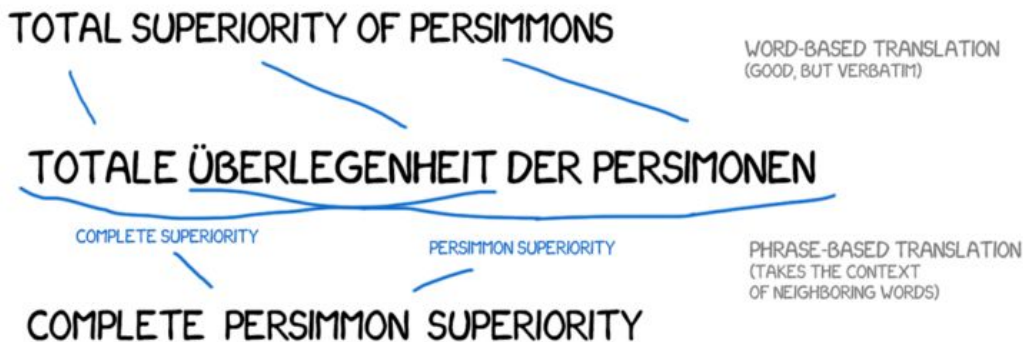 TOTAL SUPERIORITY OF PERSIMMONS
WORD-BASED TRANSLATION
(GOOD, BUT VERBATIM)
TOTALE ÜBERLEGENHEIT DER PERSIMONEN
COMPLETE SUPERIORITY
PERSIMMON SUPERIORITY
PHRASE-BASED TRANSLATION
(TAKES THE CONTEXT
OF NEIGHBORING WORDS)
COMPLETE PERSIMMON SUPERIORITY